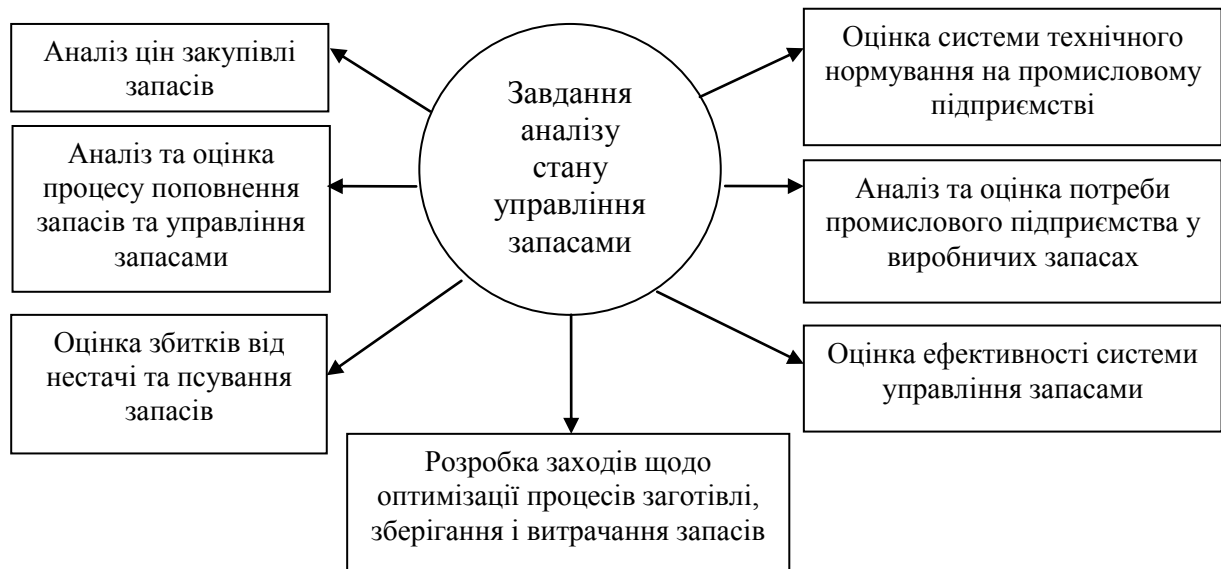 Аналіз цін закупівлі
запасів
Аналіз та оцінка
процесу поповнення
запасів та управління
запасами
Оцінка збитків від
нестачі та псування
запасів
Завдання
аналізу
стану
управління
запасами
Розробка заходів щодо
оптимізації процесів заготівлі,
зберігання і витрачання запасів
Оцінка системи технічного
нормування на промисловому
підприємстві
Аналіз та оцінка потреби
промислового підприємства у
виробничих запасах
Оцінка ефективності системи
управління запасами